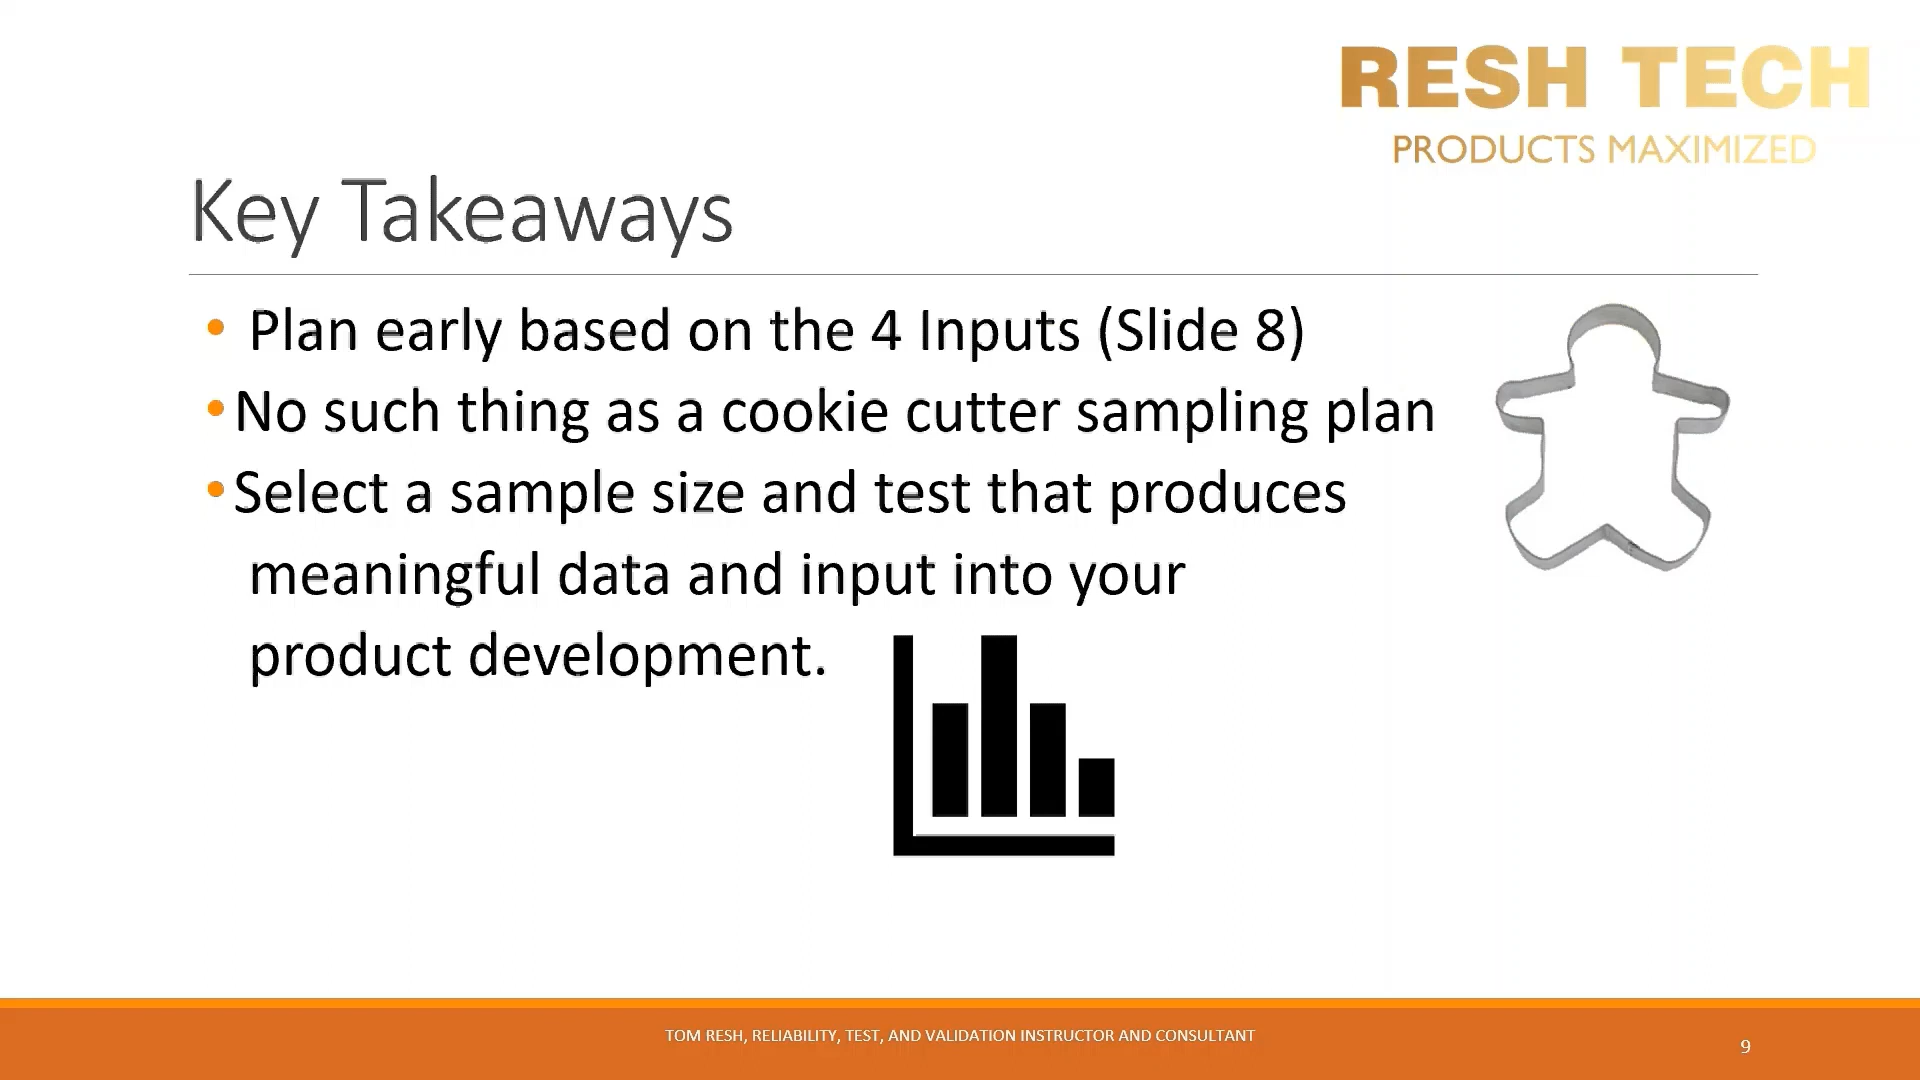 RESH TECH
PRODUCTS MAXIMIZED
Key Takeaways
• Plan early based on the 4 Inputs (Slide 8)
• No such thing as a cookie cutter sampling plan
• Select a sample size and test that produces
meaningful data and input into your
product development.
TOM RESH, RELIABILITY, TEST, AND VALIDATION INSTRUCTOR AND CONSULTANT
9